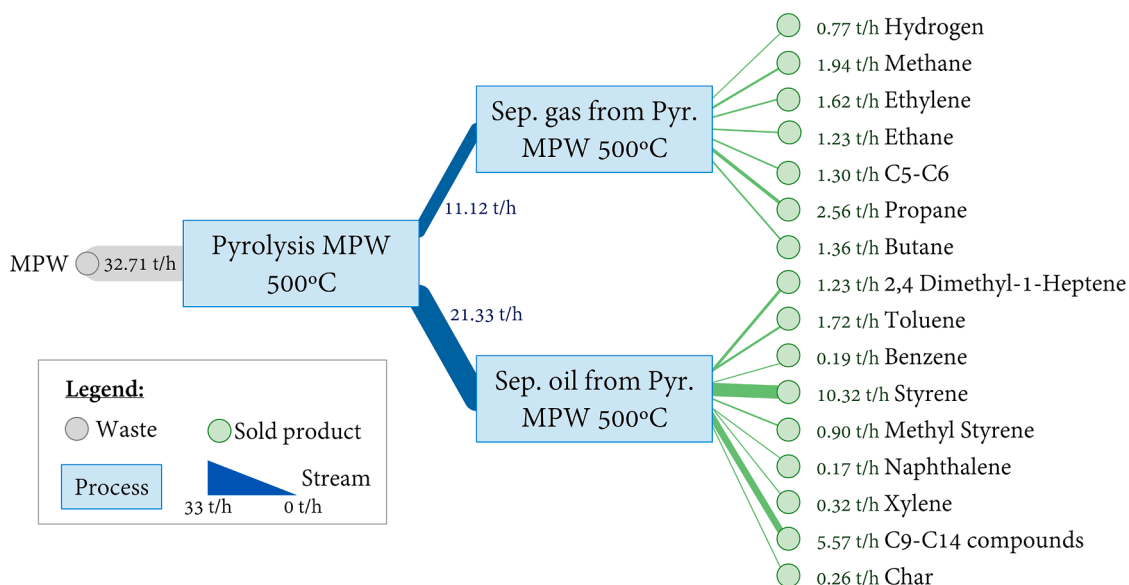 MPW
32.71 t/h
Pyrolysis MPW
500ºC
11.12 t/h
21.33 t/h
Sep. gas from Pyr.
MPW 500ºC
Sep. oil from Pyr.
MPW 500ºC
0.77 t/h Hydrogen
1.94 t/h Methane
1.62 t/h Ethylene
1.23 t/h Ethane
1.30 t/h C5-C6
2.56 t/h Propane
1.36 t/h Butane
1.23 t/h 2,4 Dimethyl-1-Heptene
1.72 t/h Toluene
0.19 t/h Benzene
10.32 t/h Styrene
0.90 t/h Methyl Styrene
0.17 t/h Naphthalene
0.32 t/h Xylene
5.57 t/h C9-C14 compounds
0.26 t/h Char
Legend:
Waste
Sold product
Process
Stream
33 t/h
0 t/h